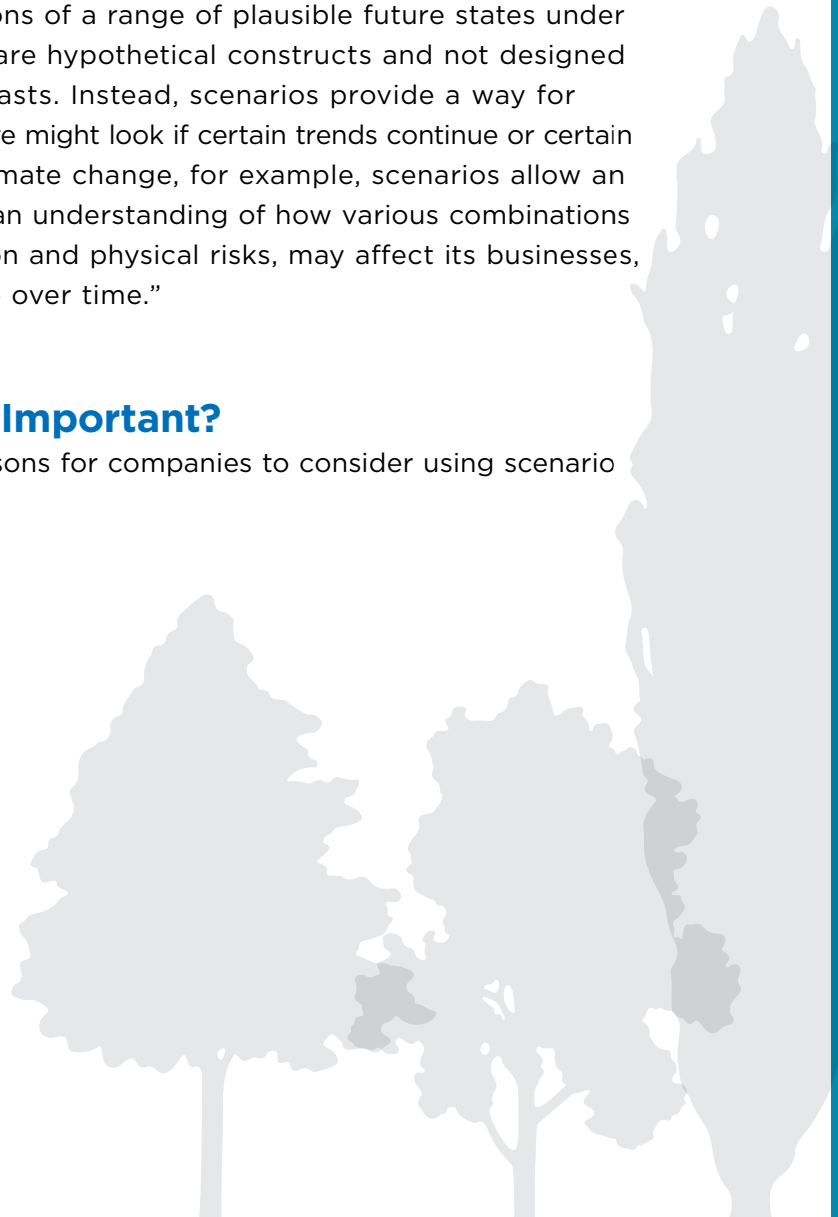 ons of a range of plausible future states under
are hypothetical constructs and not designed
asts. Instead, scenarios provide a way for
e might look if certain trends continue or certain
mate change, for example, scenarios allow an
an understanding of how various combinations
on and physical risks, may affect its businesses,
over time.”
Important?
sons for companies to consider using scenario